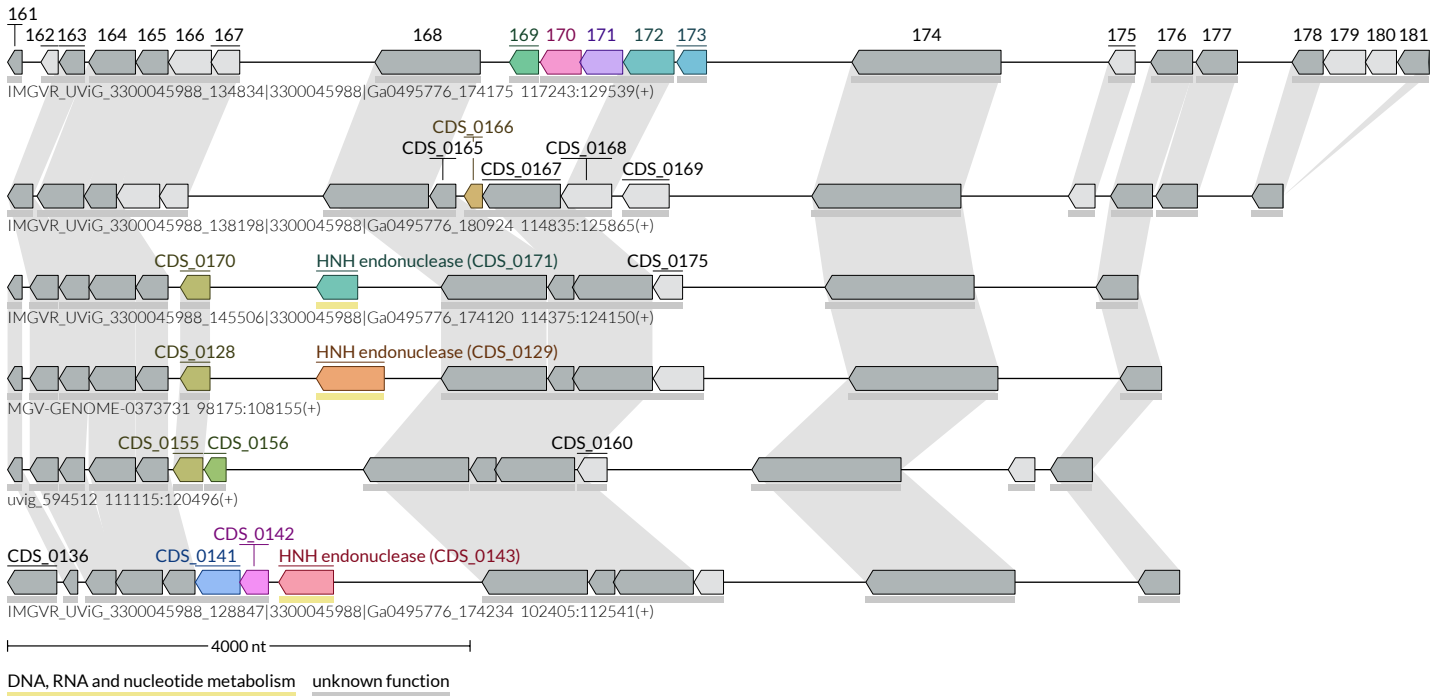 161
162 163 164 165 166 167 168 169 170 171 172 173 174 175 176 177 178 179 180 181
IMGVR_UViG_3300045988_134834|3300045988|Ga0495776_174175 117243:129539(+)
CDS_0166
CDS_0165 CDS_0168
CDS_0167 CDS_0169
IMGVR_UViG_3300045988_138198|3300045988|Ga0495776_180924 114835:125865(+)
CDS_0170 HNH endonuclease (CDS_0171) CDS_0175
IMGVR_UViG_3300045988_145506|3300045988|Ga0495776_174120 114375:124150(+)
CDS_0128 HNH endonuclease (CDS_0129)
MGV-GENOME-0373731 98175:108155(+)
CDS_0155 CDS_0156 CDS_0160
uvig_594512 111115:120496(+)
CDS_0142
CDS_0136 CDS_0141 HNH endonuclease (CDS_0143)
IMGVR_UViG_3300045988_128847|3300045988|Ga0495776_174234 102405:112541(+)
4000 nt
DNA, RNA and nucleotide metabolism unknown function